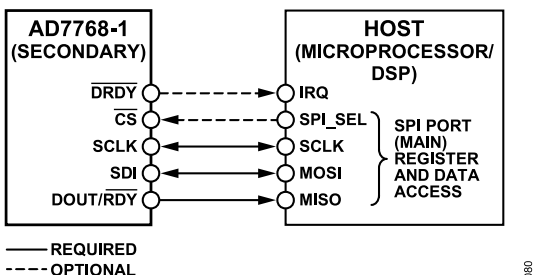 AD7768-1
(SECONDARY)
HOST
(MICROPROCESSOR/
DSP)
DRDY
IRQ
CS
SPI_SEL
SCLK
SCLK
SDI
MOSI
DOUT/RDY
MISO
SPI PORT
(MAIN)
REGISTER
AND DATA
ACCESS
REQUIRED
OPTIONAL
080